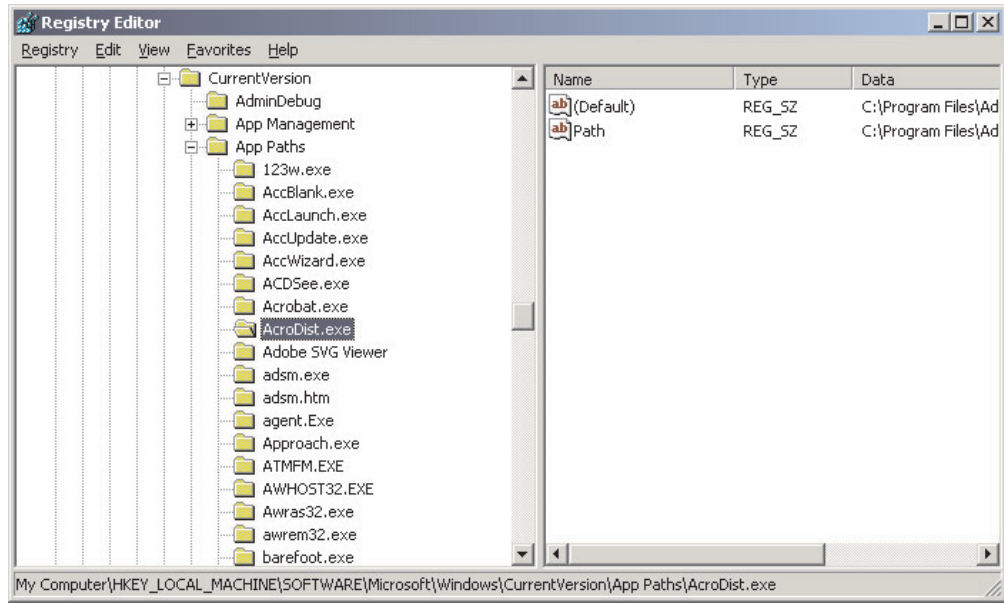 Registry Editor
Registry Edit View Favorites Help
CurrentVersion
AdminDebug
App Management
App Paths
123w.exe
AccBlank.exe
AccLaunch.exe
AccUpdate.exe
AccWizard.exe
ACDSee.exe
Acrobat.exe
AcroDist.exe
Adobe SVG Viewer
adsm.exe
adsm.htm
agent.Exe
Approach.exe
ATMFM.EXE
AWHOST32.EXE
Awras32.exe
awrem32.exe
barefoot.exe
Name Type Data
ab (Default) REG_SZ C:\Program Files\Ad
ab Path REG_SZ C:\Program Files\Ad
My Computer\HKEY_LOCAL_MACHINE\SOFTWARE\Microsoft\Windows\CurrentVersion\App Paths\AcroDist.exe